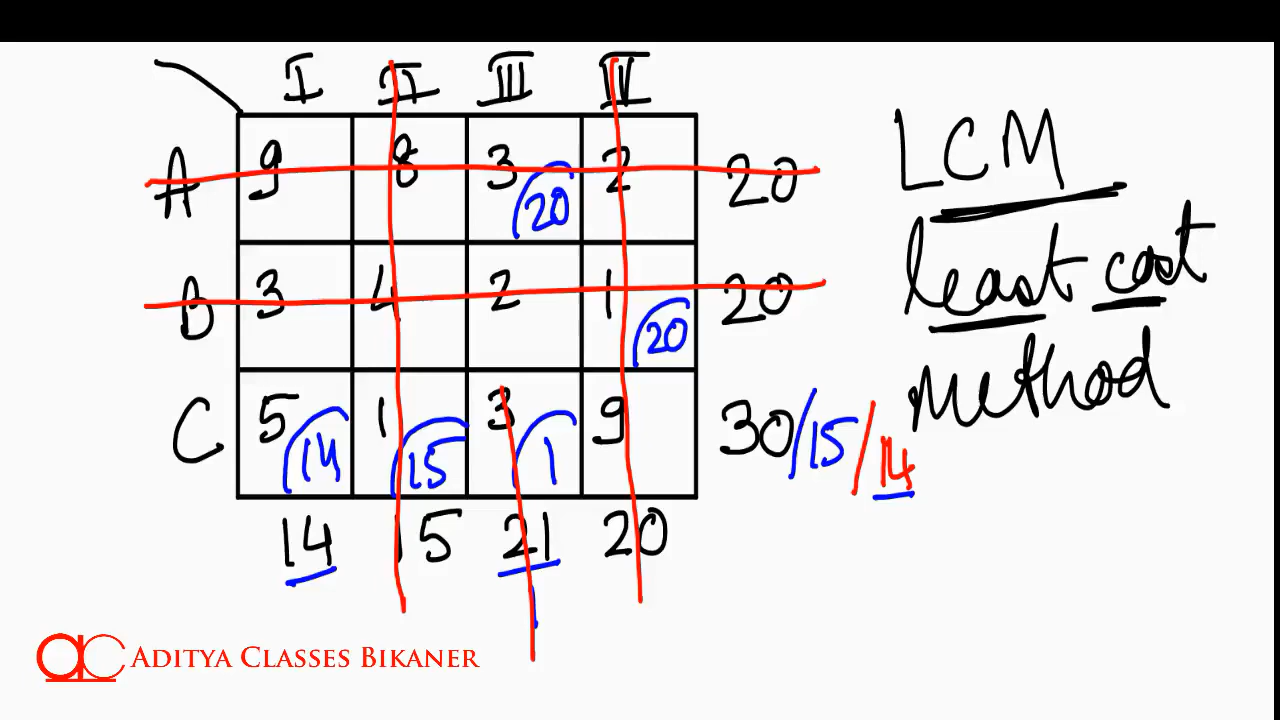 I II III IV
A 9 8 3 20 2 20
B 3 4 2 1 20 20
C 5 14 1 15 3 1 9 30/15/14
14 15 21 20
LCM
least cost
method
ac ADITYA CLASSES BIKANER